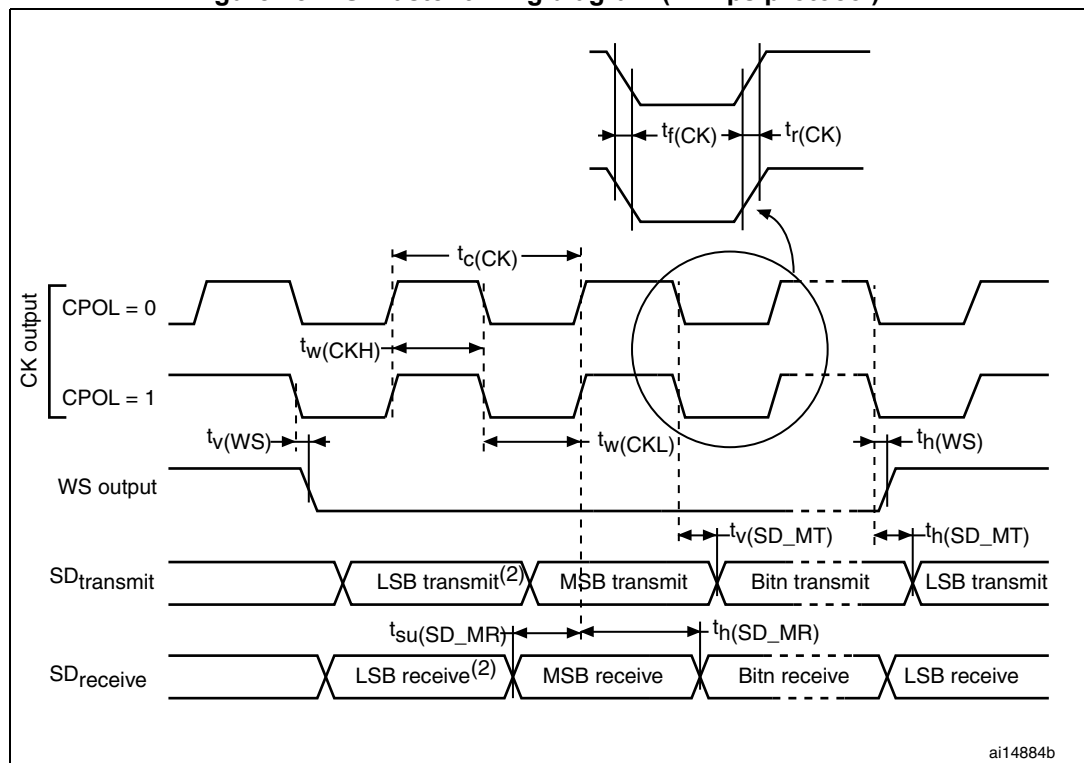 tf(CK)
tr(CK)
tc(CK)
CK output
CPOL = 0
tw(CKH)
CPOL = 1
tv(WS)
tw(CKL)
th(WS)
WS output
tv(SD_MT)
th(SD_MT)
SDtransmit
LSB transmit(2)
MSB transmit
Bitn transmit
LSB transmit
tsu(SD_MR)
th(SD_MR)
SDreceive
LSB receive(2)
MSB receive
Bitn receive
LSB receive
ai14884b